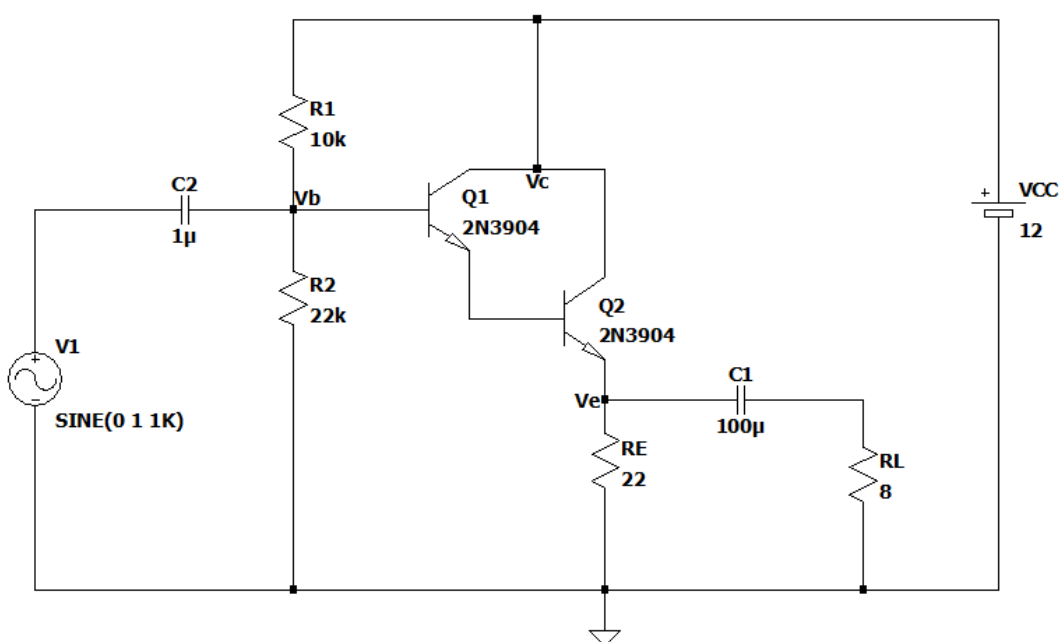 R1
10k
C2
1µ
Vb
Vc
Q1
2N3904
VCC
12
R2
22k
Q2
2N3904
V1
SINE(0 1 1K)
C1
100µ
Ve
RE
22
RL
8